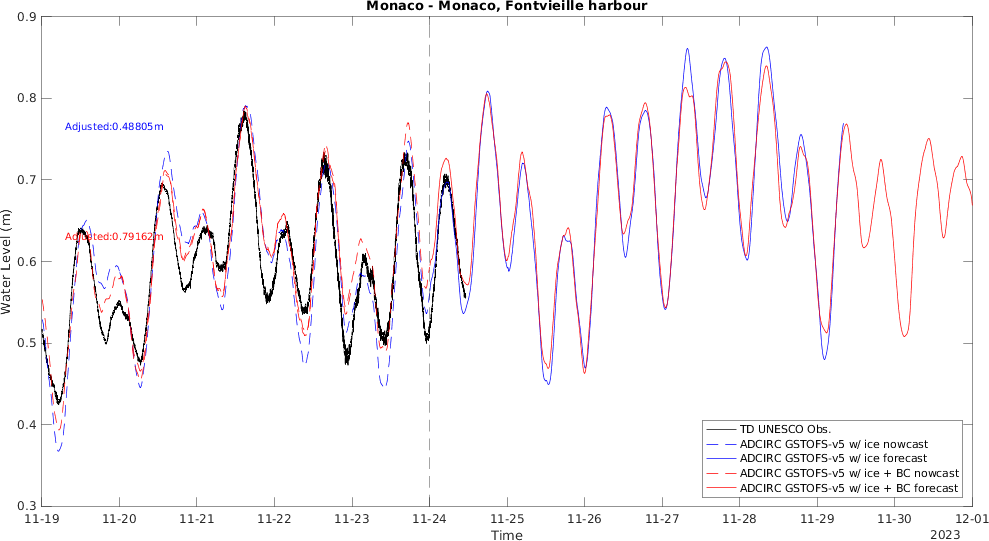 Monaco - Monaco, Fontvieille harbour
0.9
0.8
0.7
0.6
0.5
0.4
0.3
Water Level (m)
Adjusted:0.48805m
Adjusted:0.79162m
TD UNESCO Obs.
ADCIRC GSTOFS-v5 w/ ice nowcast
ADCIRC GSTOFS-v5 w/ ice forecast
ADCIRC GSTOFS-v5 w/ ice + BC nowcast
ADCIRC GSTOFS-v5 w/ ice + BC forecast
11-19 11-20 11-21 11-22 11-23 11-24 11-25 11-26 11-27 11-28 11-29 11-30 12-01
Time
2023